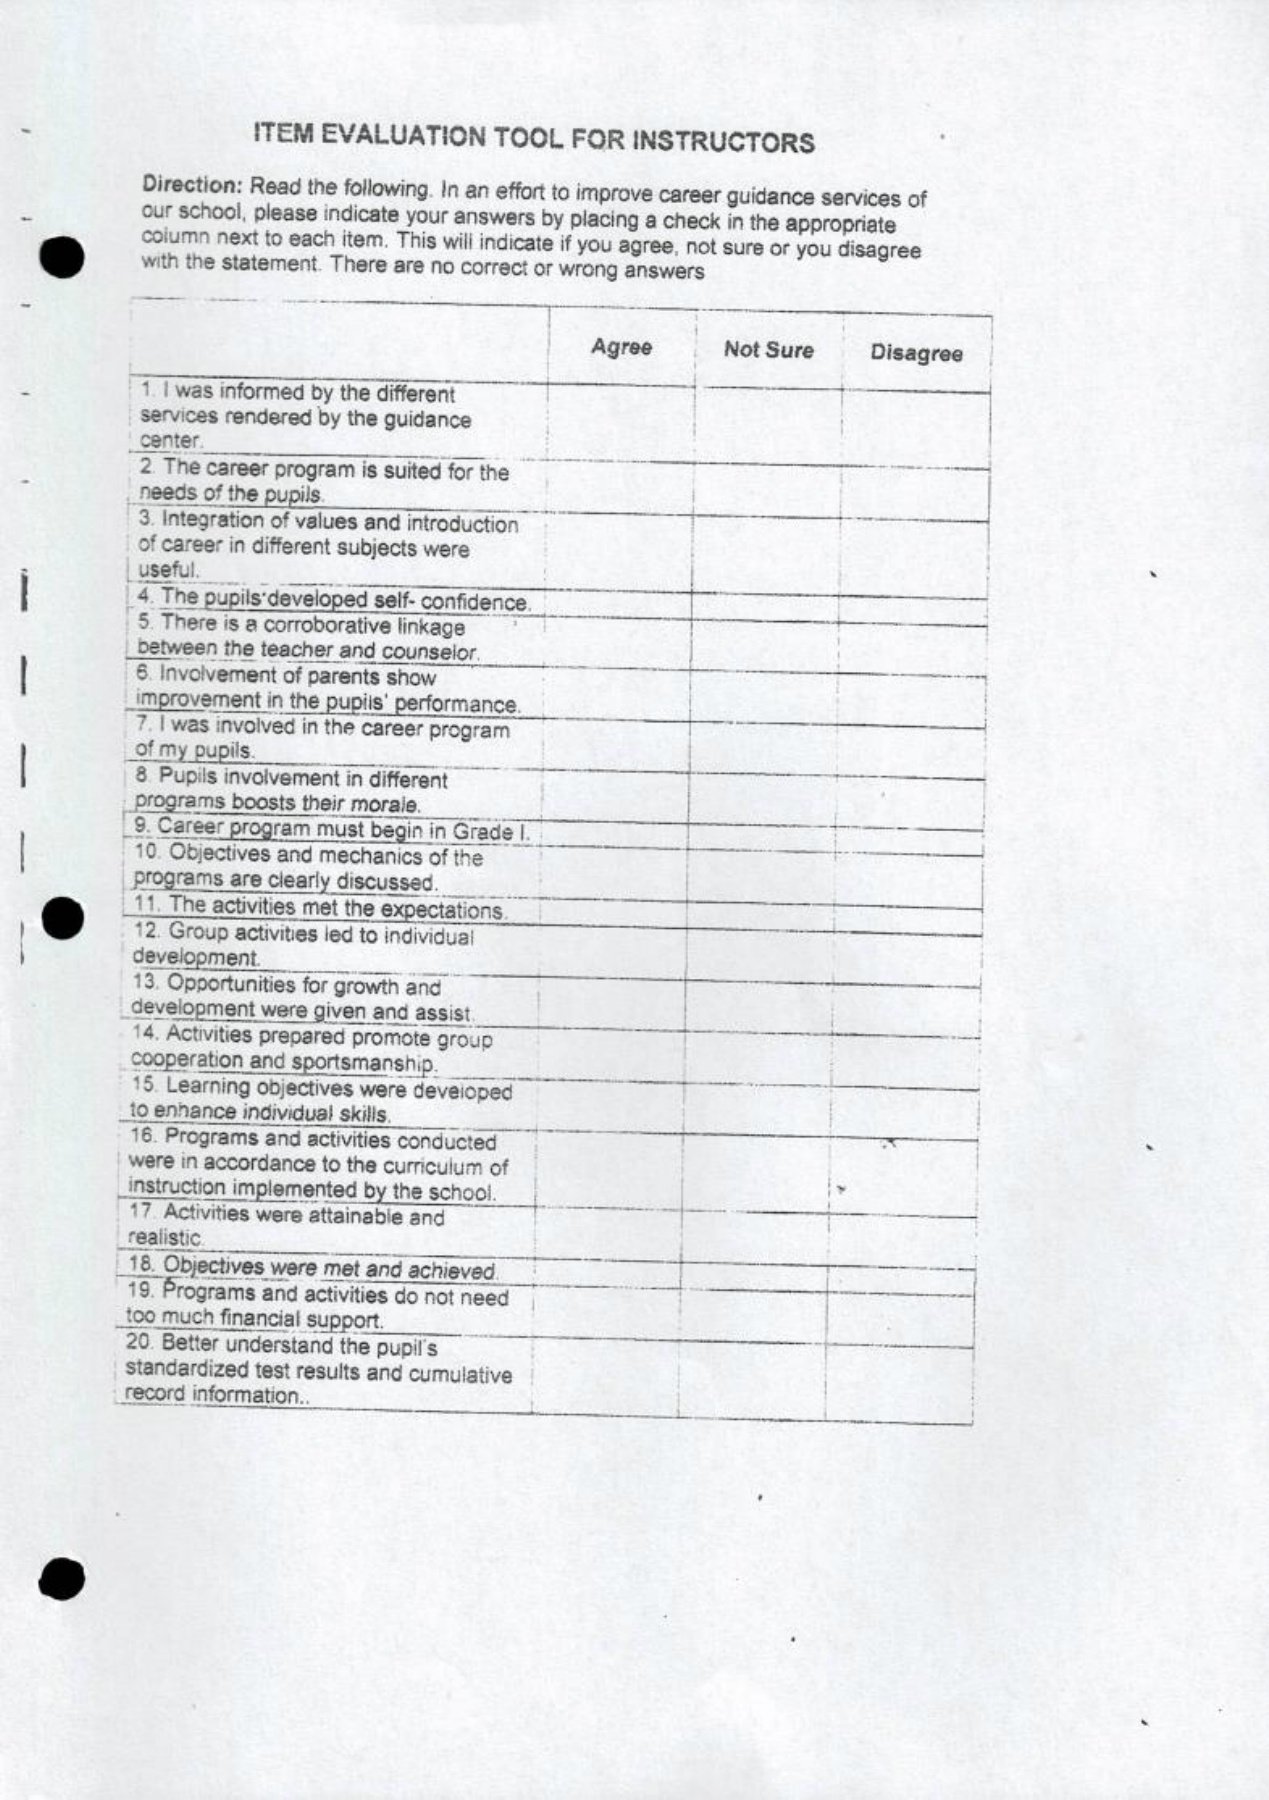 ITEM EVALUATION TOOL FOR INSTRUCTORS
Direction: Read the following. In an effort to improve career guidance services of
our school, please indicate your answers by placing a check in the appropriate
column next to each item. This will indicate if you agree, not sure or you disagree
with the statement. There are no correct or wrong answers
Agree Not Sure Disagree
1. I was informed by the different
services rendered by the guidance
center.
2. The career program is suited for the
needs of the pupils.
3. Integration of values and introduction
of career in different subjects were
useful.
4. The pupils developed self- confidence.
5. There is a corroborative linkage
between the teacher and counselor.
6. Involvement of parents show
improvement in the pupils' performance.
7. I was involved in the career program
of my pupils.
8. Pupils involvement in different
programs boosts their morale.
9. Career program must begin in Grade I.
10. Objectives and mechanics of the
programs are clearly discussed.
11. The activities met the expectations.
12. Group activities led to individual
development.
13. Opportunities for growth and
development were given and assist.
14. Activities prepared promote group
cooperation and sportsmanship.
15. Learning objectives were developed
to enhance individual skills.
16. Programs and activities conducted
were in accordance to the curriculum of
instruction implemented by the school.
17. Activities were attainable and
realistic.
18. Objectives were met and achieved.
19. Programs and activities do not need
too much financial support.
20. Better understand the pupil's
standardized test results and cumulative
record information..